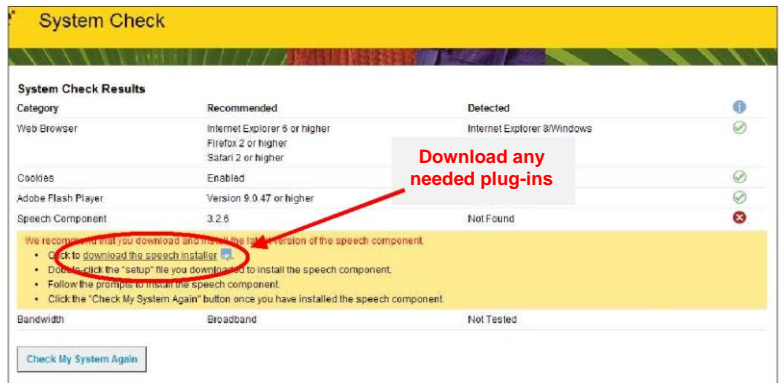 System Check
System Check Results
Category Recommended Detected
Web Browser Internet Explorer 6 or higher Internet Explorer 8/Windows
Firefox 2 or higher
Safari 2 or higher
Download any
needed plug-ins
Cookies Enabled
Adobe Flash Player Version 9.0.47 or higher
Speech Component 3.2.6 Not Found
We recommend that you download and install the latest version of the speech component.
• Click to download the speech installer
• Double-click the "setup" file you downloaded to install the speech component.
• Follow the prompts to install the speech component.
• Click the "Check My System Again" button once you have installed the speech component.
Bandwidth Broadband Not Tested
Check My System Again